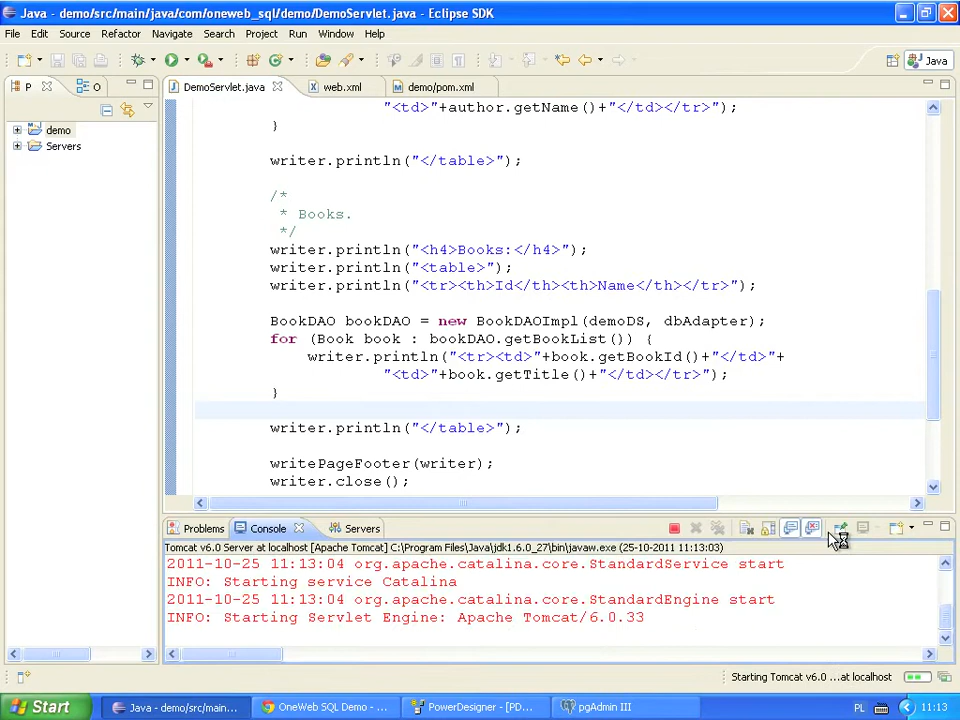 Java - demo/src/main/java/com/oneweb_sql/demo/DemoServlet.java - Eclipse SDK
File Edit Source Refactor Navigate Search Project Run Window Help
Java
P O DemoServlet.java web.xml demo/pom.xml
demo
Servers
"<td>"+author.getName()+"</td></tr>");
}
writer.println("</table>");
/*
* Books.
*/
writer.println("<h4>Books:</h4>");
writer.println("<table>");
writer.println("<tr><th>Id</th><th>Name</th></tr>");
BookDAO bookDAO = new BookDAOImpl(demoDS, dbAdapter);
for (Book book : bookDAO.getBookList()) {
writer.println("<tr><td>"+book.getBookId()+"</td>"+
"<td>"+book.getTitle()+"</td></tr>");
}
writer.println("</table>");
writePageFooter(writer);
writer.close();
Problems Console Servers
Tomcat v6.0 Server at localhost [Apache Tomcat] C:\Program Files\Java\jdk1.6.0_27\bin\javaw.exe (25-10-2011 11:13:03)
2011-10-25 11:13:04 org.apache.catalina.core.StandardService start
INFO: Starting service Catalina
2011-10-25 11:13:04 org.apache.catalina.core.StandardEngine start
INFO: Starting Servlet Engine: Apache Tomcat/6.0.33
Starting Tomcat v6.0 ...at localhost
Start Java - demo/src/main... OneWeb SQL Demo - ... PowerDesigner - [PD... pgAdmin III PL 11:13